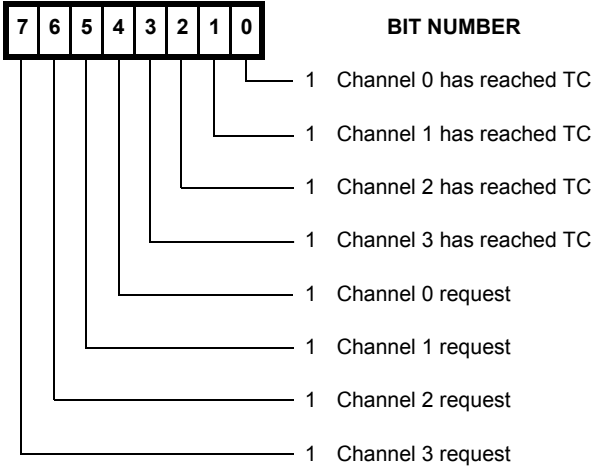 7 6 5 4 3 2 1 0 BIT NUMBER
1 Channel 0 has reached TC
1 Channel 1 has reached TC
1 Channel 2 has reached TC
1 Channel 3 has reached TC
1 Channel 0 request
1 Channel 1 request
1 Channel 2 request
1 Channel 3 request